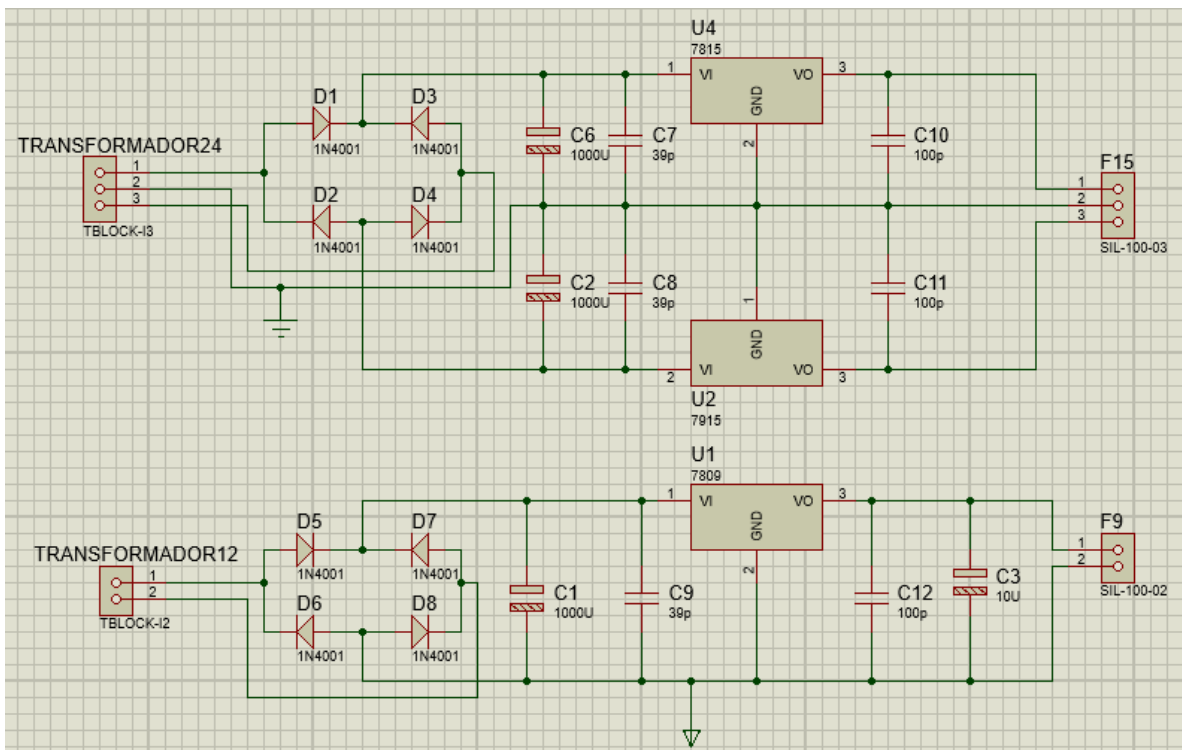 U4
7815
1
VI
VO
3
GND
2
D1
1N4001
D3
1N4001
C6
1000U
C7
39p
C10
100p
TRANSFORMADOR24
1
2
3
TBLOCK-I3
D2
1N4001
D4
1N4001
F15
1
2
3
SIL-100-03
C2
1000U
C8
39p
C11
100p
1
GND
2
VI
VO
3
U2
7915
U1
7809
1
VI
VO
3
GND
2
D5
1N4001
D7
1N4001
F9
1
2
SIL-100-02
TRANSFORMADOR12
1
2
TBLOCK-I2
D6
1N4001
D8
1N4001
C1
1000U
C9
39p
C12
100p
C3
10U